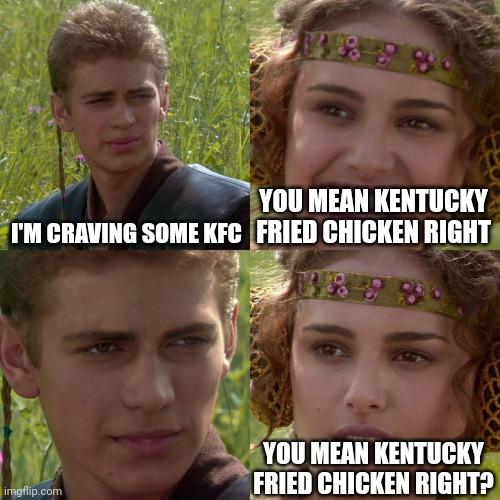 I'M CRAVING SOME KFC
YOU MEAN KENTUCKY
FRIED CHICKEN RIGHT
YOU MEAN KENTUCKY
FRIED CHICKEN RIGHT?
imgflip.com